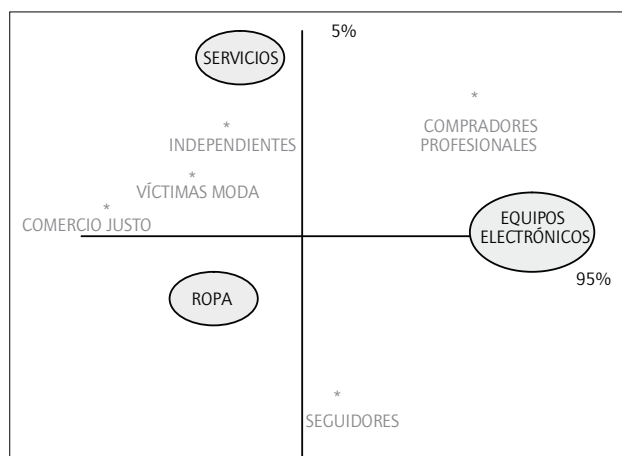 5%
SERVICIOS
*
COMPRADORES
PROFESIONALES
*
INDEPENDIENTES
*
VÍCTIMAS MODA
*
COMERCIO JUSTO
EQUIPOS
ELECTRÓNICOS
95%
ROPA
*
SEGUIDORES